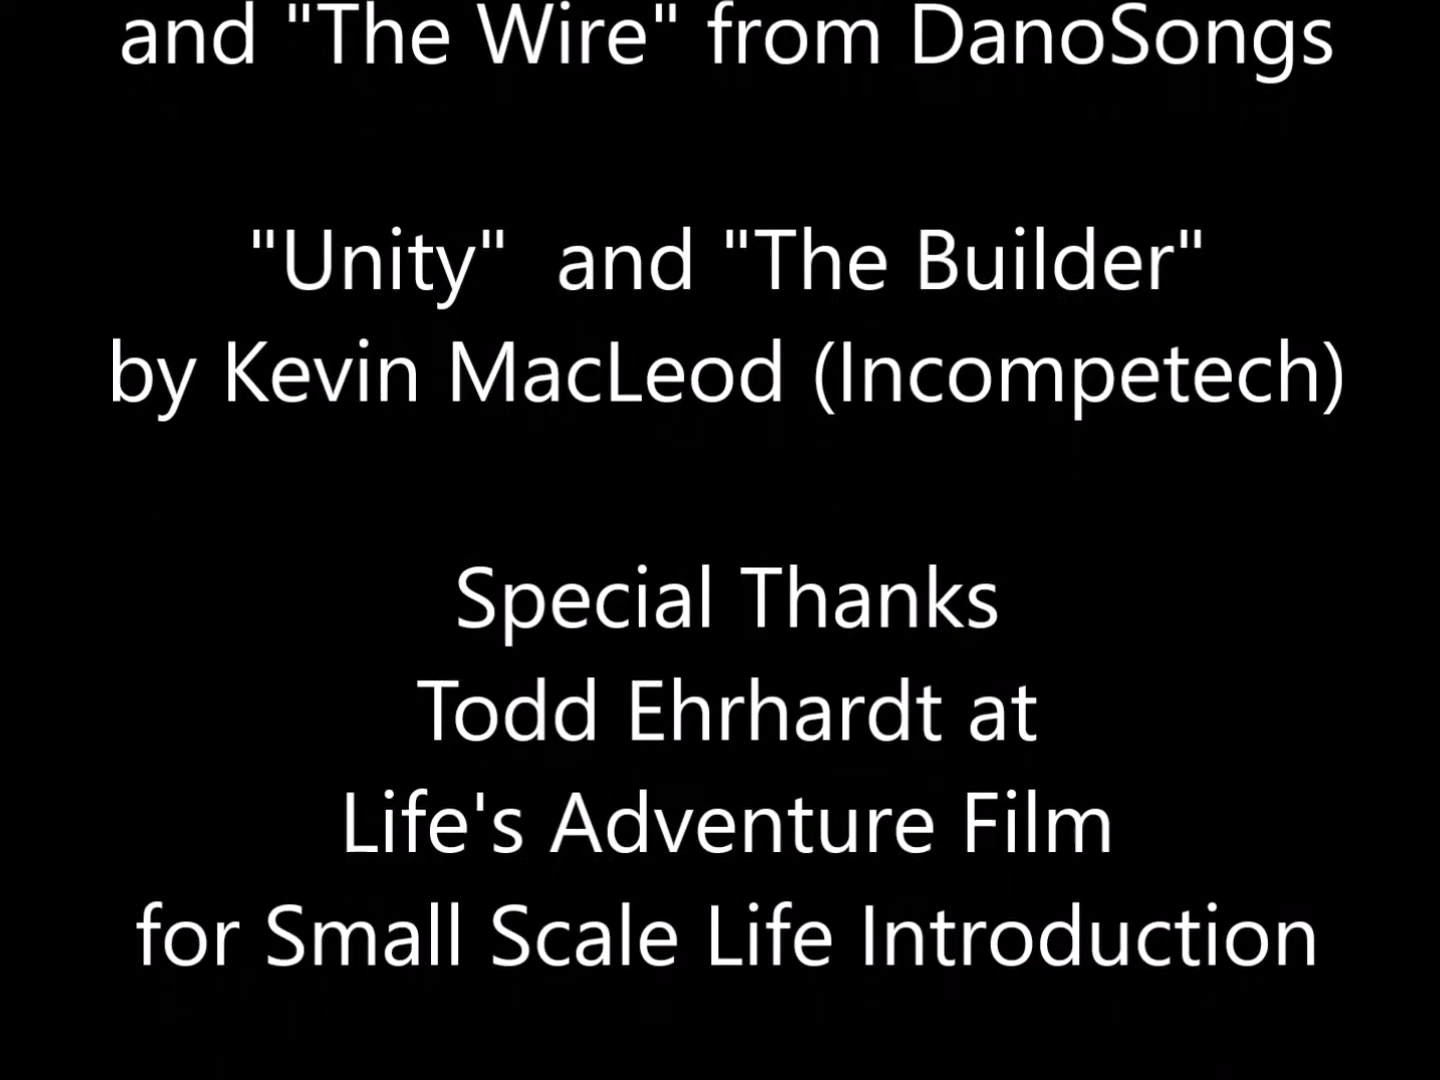 and "The Wire" from DanoSongs
"Unity"  and "The Builder"
by Kevin MacLeod (Incompetech)
Special Thanks
Todd Ehrhardt at
Life's Adventure Film
for Small Scale Life Introduction